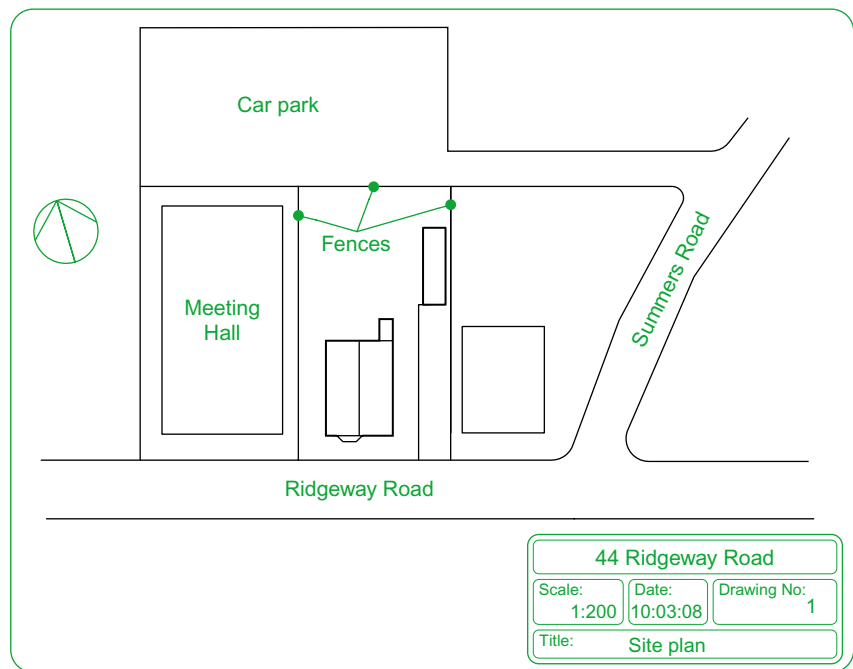 Car park
Fences
Meeting
Hall
Summers Road
Ridgeway Road
44 Ridgeway Road
Scale:
1:200
Date:
10:03:08
Drawing No:
1
Title:
Site plan